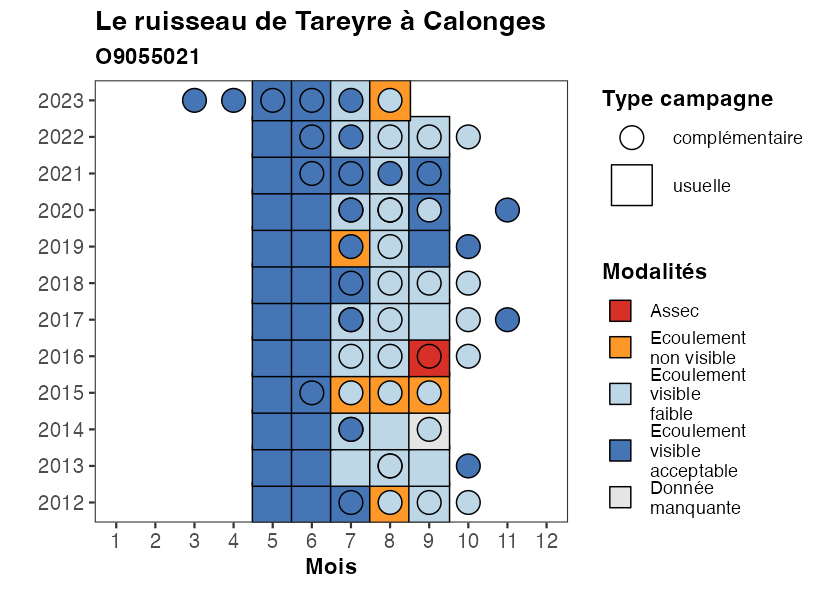 Le ruisseau de Tareyre à Calonges
O9055021
2023
2022
2021
2020
2019
2018
2017
2016
2015
2014
2013
2012
1 2 3 4 5 6 7 8 9 10 11 12
Mois
Type campagne
complémentaire
usuelle
Modalités
Assec
Ecoulement
non visible
Ecoulement
visible
faible
Ecoulement
visible
acceptable
Donnée
manquante